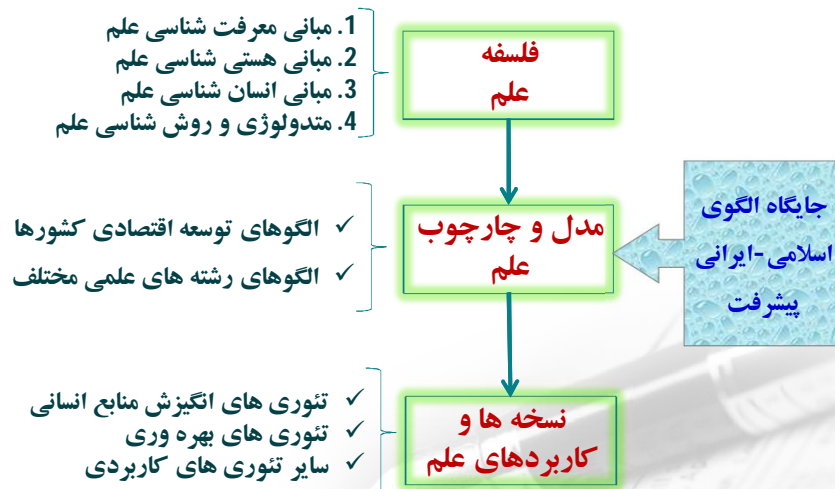 1. مبانی معرفت شناسی علم
2. مبانی هستی شناسی علم
3. مبانی انسان شناسی علم
4. متدولوژی و روش شناسی علم
فلسفه
علم
✓ الگوهای توسعه اقتصادی کشورها
✓ الگوهای رشته های علمی مختلف
مدل و چارچوب
علم
جایگاه الگوی
اسلامی-ایرانی
پیشرفت
✓ تئوری های انگیزش منابع انسانی
✓ تئوری های بهره وری
✓ سایر تئوری های کاربردی
نسخه ها و
کاربردهای علم